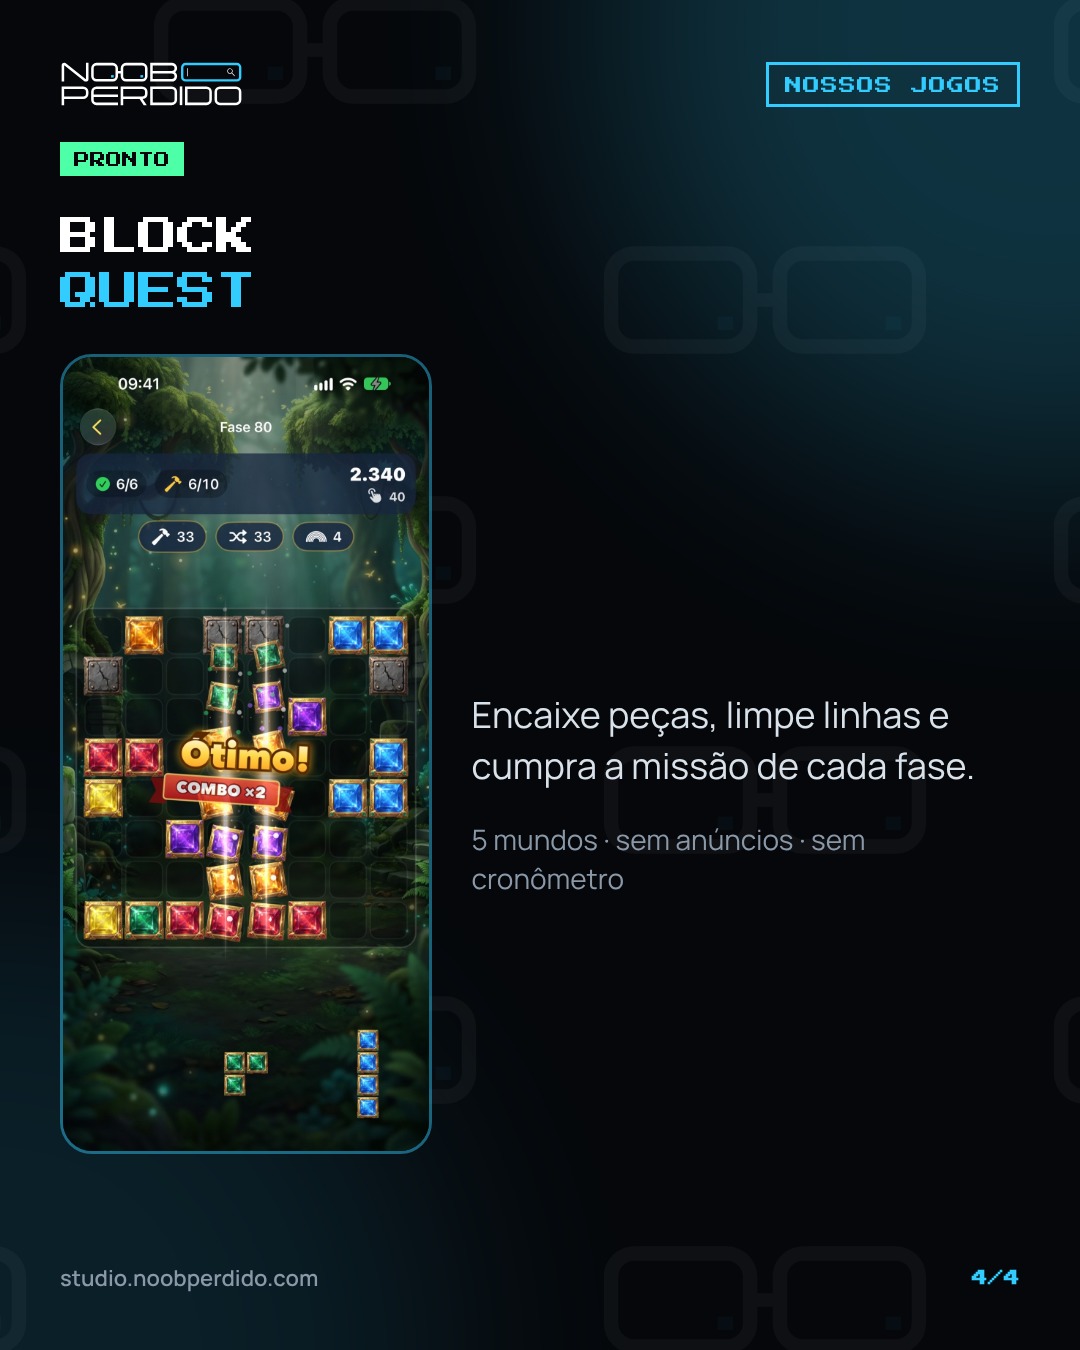 NOOB
PERDIDO
NOSSOS JOGOS
PRONTO
BLOCK
QUEST
09:41
Fase 80
6/6 6/10 2.340
40
33 33 4
Ótimo!
COMBO ×2
Encaixe peças, limpe linhas e
cumpra a missão de cada fase.
5 mundos · sem anúncios · sem
cronômetro
studio.noobperdido.com
4/4